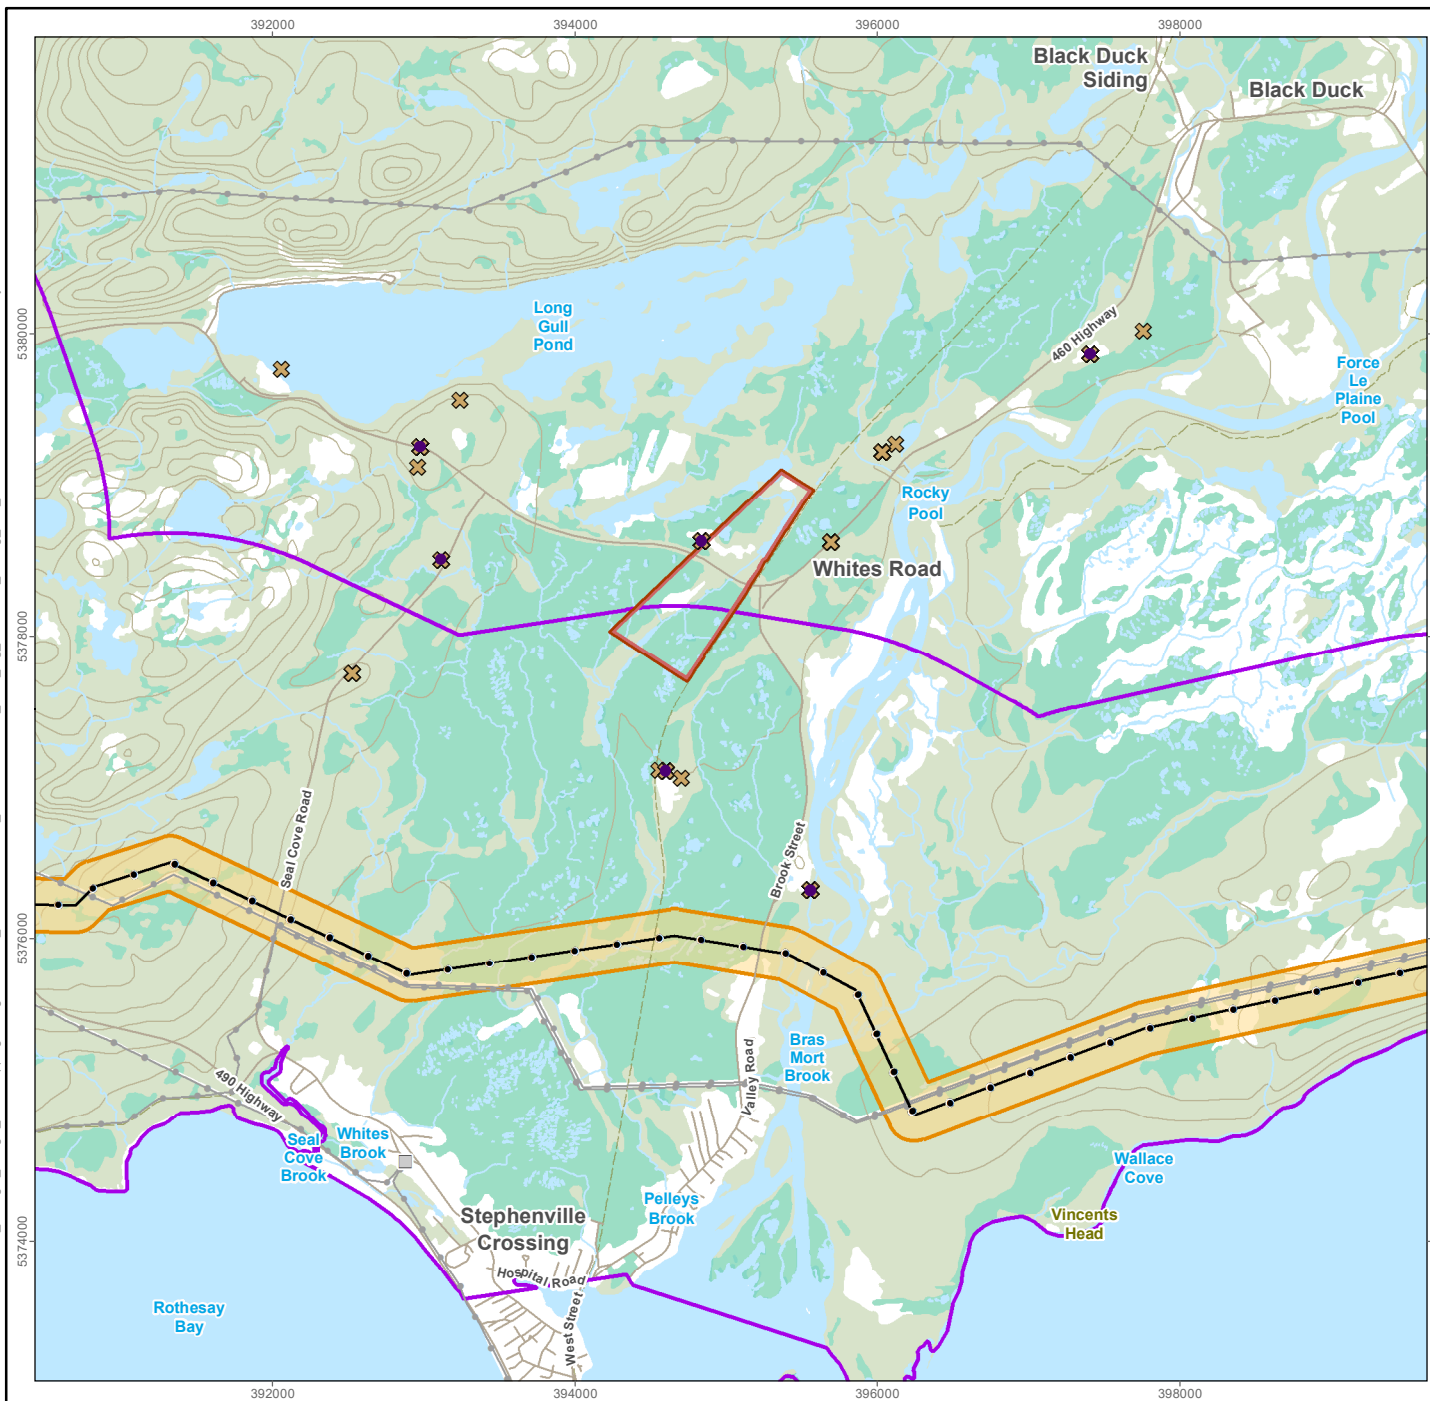 392000
394000
396000
398000
Black Duck
Siding
Black Duck
5380000
Long
Gull
Pond
460 Highway
Force
Le
Plaine
Pool
Rocky
Pool
Whites Road
5378000
Seal Cove Road
Brook Street
5376000
Valley Road
Bras
Mort
Brook
490 Highway
Whites
Brook
Seal
Cove
Brook
Wallace
Cove
Pelleys
Brook
Vincents
Head
Stephenville
Crossing
5374000
Hospital Road
Rothesay
Bay
West Street
392000
394000
396000
398000